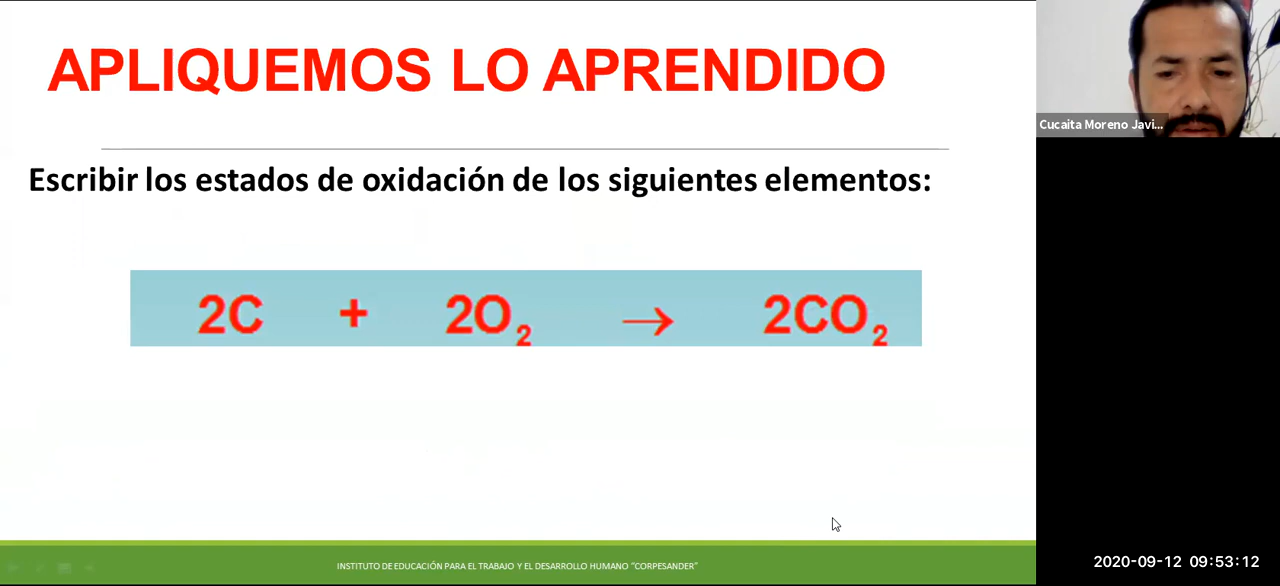 APLIQUEMOS LO APRENDIDO
Cucaita Moreno Javi...
Escribir los estados de oxidación de los siguientes elementos:
2C + 2O₂ → 2CO₂
INSTITUTO DE EDUCACIÓN PARA EL TRABAJO Y EL DESARROLLO HUMANO “CORPESANDER”
2020-09-12 09:53:12